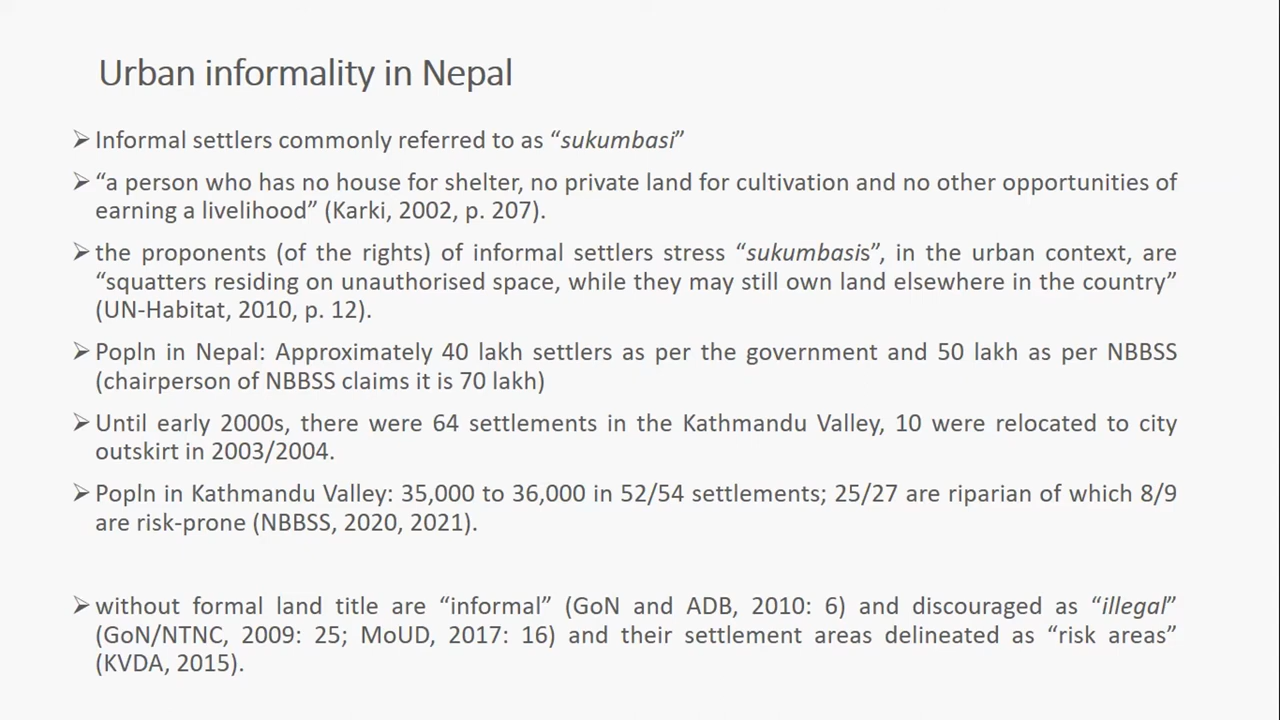 Urban informality in Nepal
➢ Informal settlers commonly referred to as “sukumbasi”
➢ “a person who has no house for shelter, no private land for cultivation and no other opportunities of
earning a livelihood” (Karki, 2002, p. 207).
➢ the proponents (of the rights) of informal settlers stress “sukumbasis”, in the urban context, are
“squatters residing on unauthorised space, while they may still own land elsewhere in the country”
(UN-Habitat, 2010, p. 12).
➢ Popln in Nepal: Approximately 40 lakh settlers as per the government and 50 lakh as per NBBSS
(chairperson of NBBSS claims it is 70 lakh)
➢ Until early 2000s, there were 64 settlements in the Kathmandu Valley, 10 were relocated to city
outskirt in 2003/2004.
➢ Popln in Kathmandu Valley: 35,000 to 36,000 in 52/54 settlements; 25/27 are riparian of which 8/9
are risk-prone (NBBSS, 2020, 2021).
➢ without formal land title are “informal” (GoN and ADB, 2010: 6) and discouraged as “illegal”
(GoN/NTNC, 2009: 25; MoUD, 2017: 16) and their settlement areas delineated as “risk areas”
(KVDA, 2015).